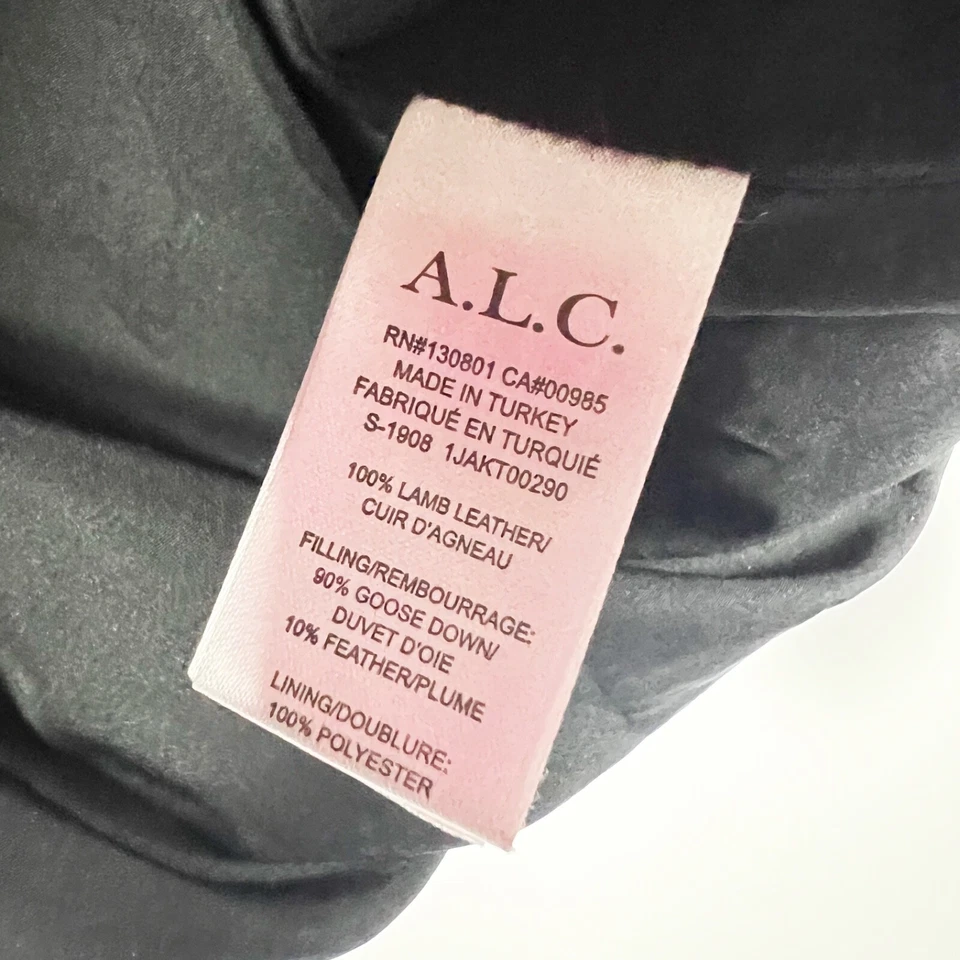 A.L.C.
RN#130801 CA#00985
MADE IN TURKEY
FABRIQUÉ EN TURQUIÉ
S-1908 1JAKT00290
100% LAMB LEATHER/
CUIR D'AGNEAU
FILLING/REMBOURRAGE:
90% GOOSE DOWN/
DUVET D'OIE
10% FEATHER/PLUME
LINING/DOUBLURE:
100% POLYESTER